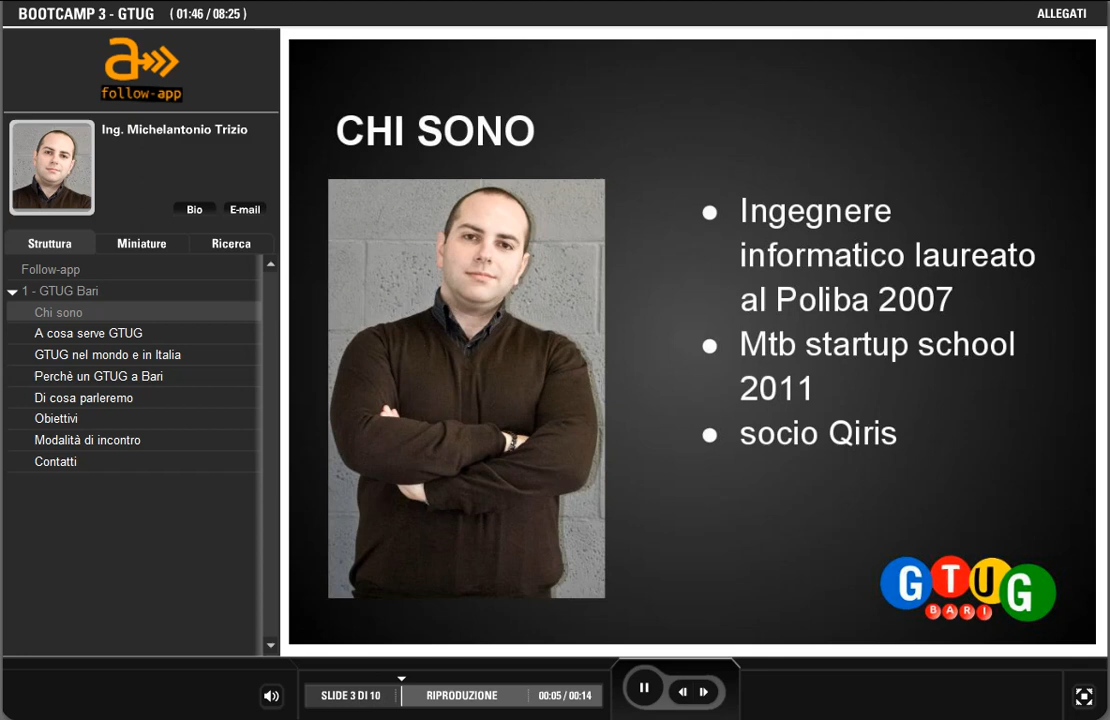 BOOTCAMP 3 - GTUG ( 01:46 / 08:25 )
ALLEGATI
a
follow-app
Ing. Michelantonio Trizio
Bio E-mail
Struttura Miniature Ricerca
Follow-app
1 - GTUG Bari
Chi sono
A cosa serve GTUG
GTUG nel mondo e in Italia
Perchè un GTUG a Bari
Di cosa parleremo
Obiettivi
Modalità di incontro
Contatti
CHI SONO
● Ingegnere
informatico laureato
al Poliba 2007
● Mtb startup school
2011
● socio Qiris
GTUG
BARI
SLIDE 3 DI 10 RIPRODUZIONE 00:05 / 00:14